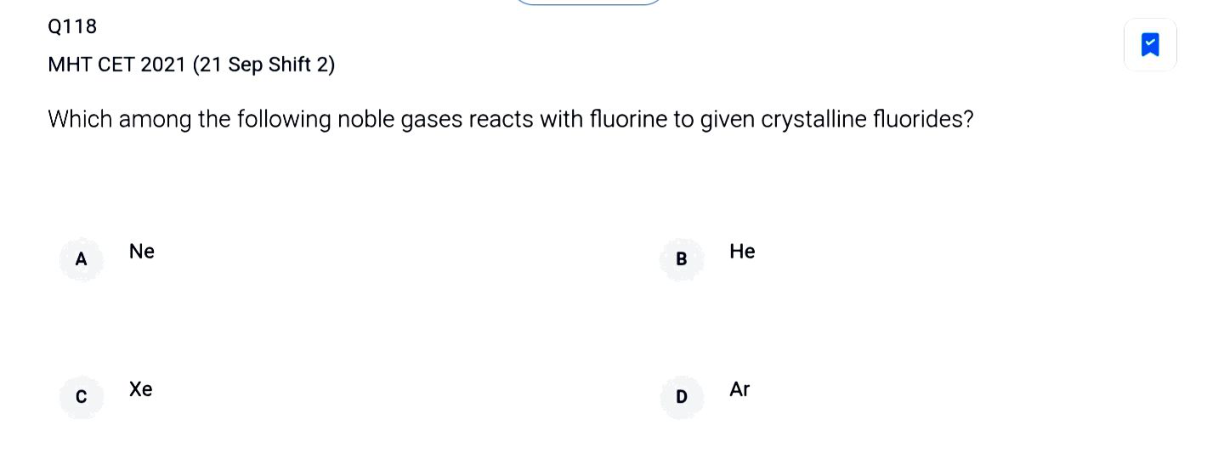 Q118
MHT CET 2021 (21 Sep Shift 2)
Which among the following noble gases reacts with fluorine to given crystalline fluorides?
A Ne
B He
C Xe
D Ar